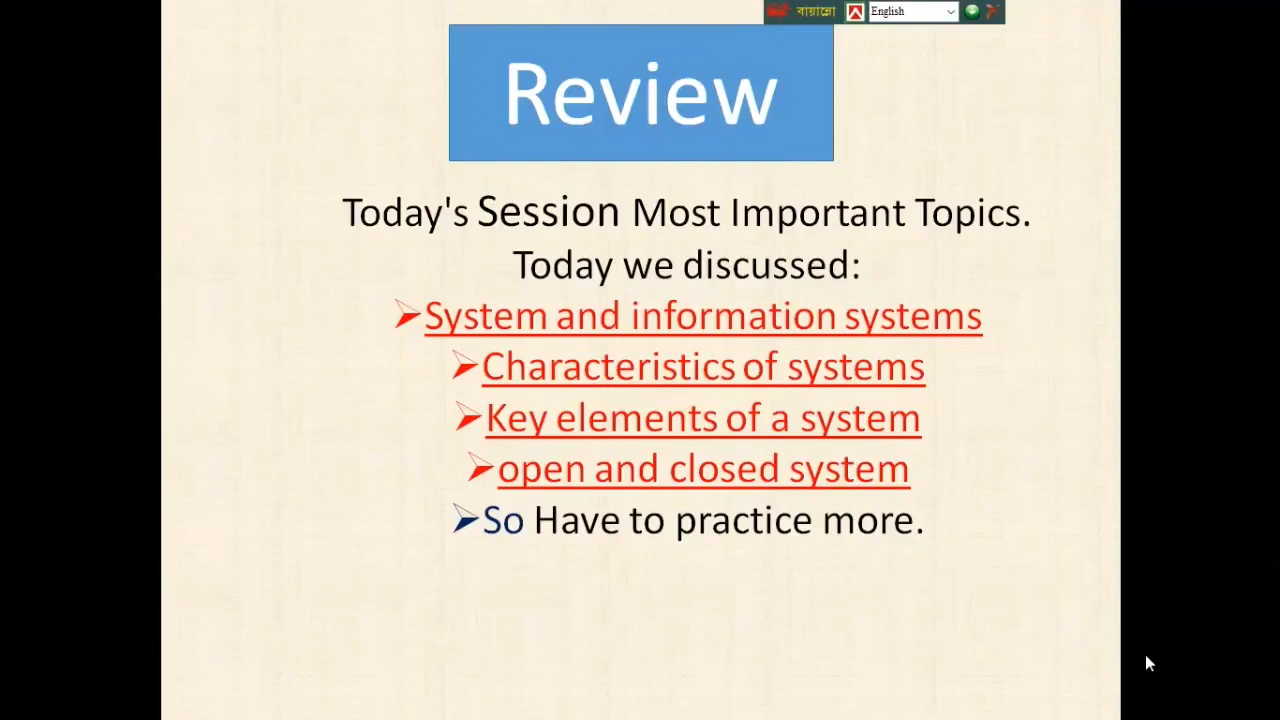 বায়ান্নো English
Review
Today's Session Most Important Topics.
Today we discussed:
System and information systems
Characteristics of systems
Key elements of a system
open and closed system
So Have to practice more.